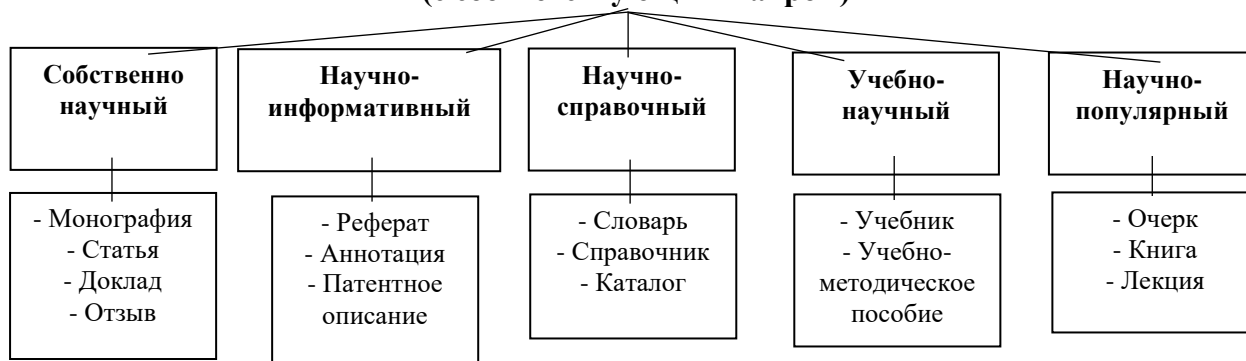 Собственно
научный
Научно-
информативный
Научно-
справочный
Учебно-
научный
Научно-
популярный
- Монография
- Статья
- Доклад
- Отзыв
- Реферат
- Аннотация
- Патентное
описание
- Словарь
- Справочник
- Каталог
- Учебник
- Учебно-
методическое
пособие
- Очерк
- Книга
- Лекция